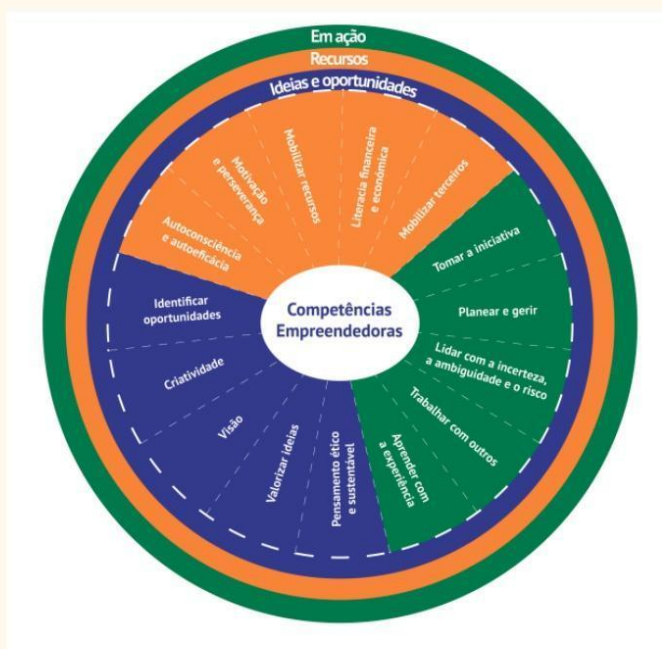 Em ação
Recursos
Ideias e oportunidades
Autoconsciência
e autoeficácia
Motivação
e perseverança
Mobilizar recursos
Literacia financeira
e económica
Mobilizar terceiros
Tomar a iniciativa
Planear e gerir
Lidar com a incerteza,
a ambiguidade e o risco
Trabalhar com outros
Aprender com
a experiência
Pensamento ético
e sustentável
Valorizar ideias
Visão
Criatividade
Identificar
oportunidades
Competências
Empreendedoras